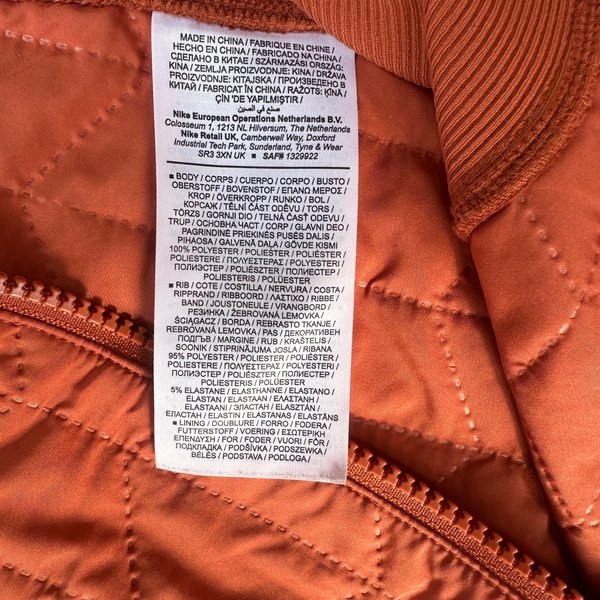 MADE IN CHINA / FABRIQUE EN CHINE /
HECHO EN CHINA / FABRICADO NA CHINA /
СДЕЛАНО В КИТАЕ / SZÁRMAZÁSI ORSZÁG:
KÍNA / ZEMLJA PROIZVODNJE: KINA / DRŽAVA
PROIZVODNJE: KITAJSKA / ПРОИЗВЕДЕНО В
КИТАЙ / FABRICAT ÎN CHINA / RAŽOTS: ĶĪNĀ /
ÇİN 'DE YAPILMIŞTIR /
صنع في الصين
Nike European Operations Netherlands B.V.
Colosseum 1, 1213 NL Hilversum, The Netherlands
Nike Retail UK, Camberwell Way, Doxford
Industrial Tech Park, Sunderland, Tyne & Wear
SR3 3XN UK ■ SAF# 1329922
■ BODY / CORPS / CUERPO / CORPO / BUSTO /
OBERSTOFF / BOVENSTOF / ΕΠΑΝΩ ΜΕΡΟΣ /
KROP / ÖVERKROPP / RUNKO / BOL /
КОРСАЖ / TĚLNÍ ČÁST ODĚVU / TORS /
TÖRZS / GORNJI DIO / TELNÁ ČASŤ ODEVU /
TRUP / ОСНОВНА ЧАСТ / CORP / GLAVNI DEO /
PAGRINDINĖ PRIEKINĖS PUSĖS DALIS /
PIHAOSA / GALVENĀ DAĻA / GÖVDE KISMI
100% POLYESTER / POLIÉSTER / POLIESTERE /
POLIESTERE / ΠΟΛΥΕΣΤΕΡΑΣ / POLYESTERI /
ПОЛИЭСТЕР / POLIÉSZTER / ПОЛИЕСТЕР /
POLIESTERIS / POLÜESTER
■ RIB / COTE / COSTILLA / NERVURA / COSTA /
RIPPRAND / RIBBOORD / ΛΑΣΤΙΧΟ / RIBBE /
BAND / JOUSTONEULE / VRANGBORD /
РЕЗИНКА / ŽEBROVANÝ LEMOVKA /
ŚCIĄGACZ / BORDA / REBRASTO TKANJE /
REBROVANÁ LEMOVKA / PAS / ДЕКОРАТИВЕН
ПОДГЪВ / MARGINE / RUB / KRAŠTELIS /
SOONIK / STIPRINĀJUMA JOSLA / RIBANA
95% POLYESTER / POLIÉSTER / POLIESTERE /
POLIESTERE / ΠΟΛΥΕΣΤΕΡΑΣ / POLYESTERI /
ПОЛИЭСТЕР / POLIÉSZTER / ПОЛИЕСТЕР /
POLIESTERIS / POLÜESTER
5% ELASTANE / ÉLASTHANNE / ELASTANO /
ELASTAN / ELASTAAN / ΕΛΑΣΤΑΝΗ /
ELASTAANI / ЭЛАСТАН / ELASZTÁN /
ЕЛАСТАН / ELASTIN / ELASTANAS / ELASTĀNS
■ LINING / DOUBLURE / FORRO / FODERA /
FUTTERSTOFF / VOERING / ΕΣΩΤΕΡΙΚΗ
ΕΠΕΝΔΥΣΗ / FOR / FODER / VUORI / FÔR /
ПОДКЛАДКА / PODŠÍVKA / PODSZEWKA /
BÉLÉS / PODSTAVA / PODLOGA /